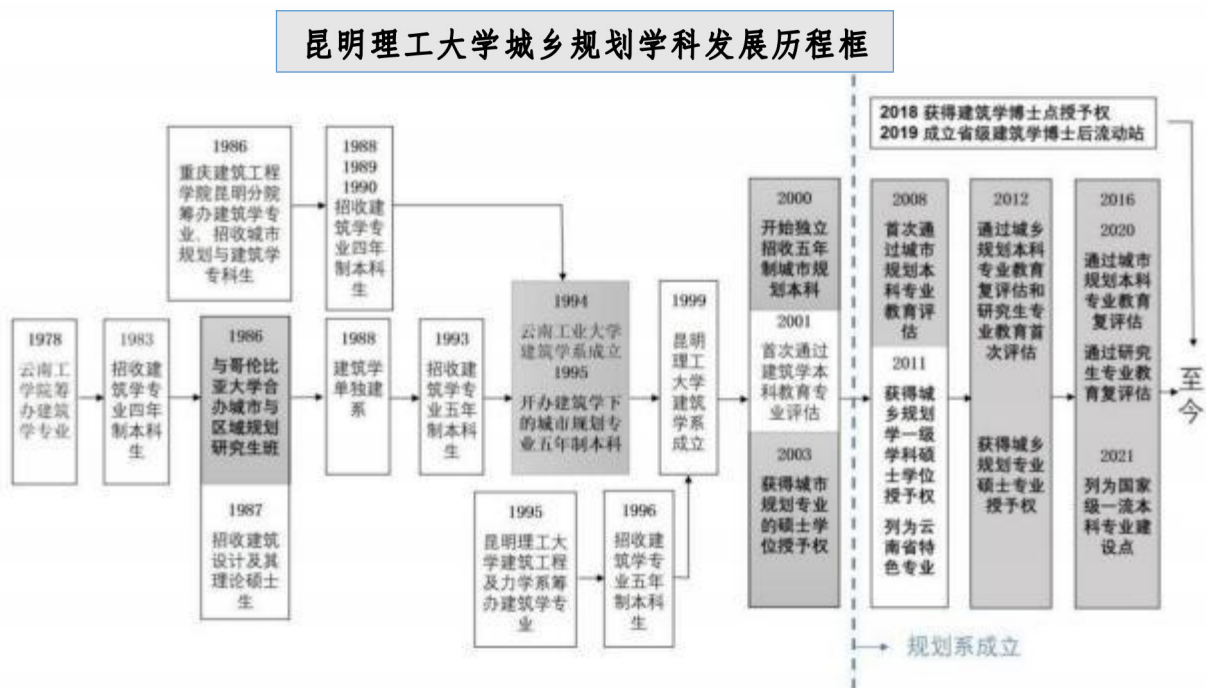 昆明理工大学城乡规划学科发展历程框
2018 获得建筑学博士点授予权
2019 成立省级建筑学博士后流动站
1986
重庆建筑工程
学院昆明分院
筹办建筑学专
业、招收城市
规划与建筑学
专科生
1988
1989
1990
招收建
筑学专
业四年
制本科
生
1978
云南工
学院筹
办建筑
学专业
1983
招收建
筑学专
业四年
制本科
生
1986
与哥伦比
亚大学合
办城市与
区域规划
研究生班
1987
招收建筑
设计及其
理论硕士
生
1988
建筑学
单独建
系
1993
招收建
筑学专
业五年
制本科
生
1994
云南工业大学
建筑学系成立
1995
开办建筑学下
的城市规划专
业五年制本科
1995
昆明理工大
学建筑工程
及力学系筹
办建筑学专
业
1996
招收建
筑学专
业五年
制本科
生
1999
昆明
理工
大学
建筑
学系
成立
2000
开始独立
招收五年
制城市规
划本科
2001
首次通过
建筑学本
科教育专
业评估
2003
获得城市
规划专业
的硕士学
位授予权
2008
首次通
过城市
规划本
科专业
教育评
估
2011
获得城
乡规划
学一级
学科硕
士学位
授予权
列为云
南省特
色专业
2012
通过城乡
规划本科
专业教育
复评估和
研究生专
业教育首
次评估
获得城乡
规划专业
硕士专业
授予权
2016
2020
通过城市
规划本科
专业教育
复评估
通过研究
生专业教
育复评估
2021
列为国家
级一流本
科专业建
设点
至
今
规划系成立